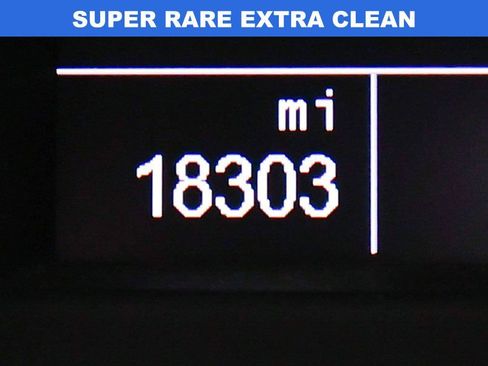 SUPER RARE EXTRA CLEAN
mi
18303